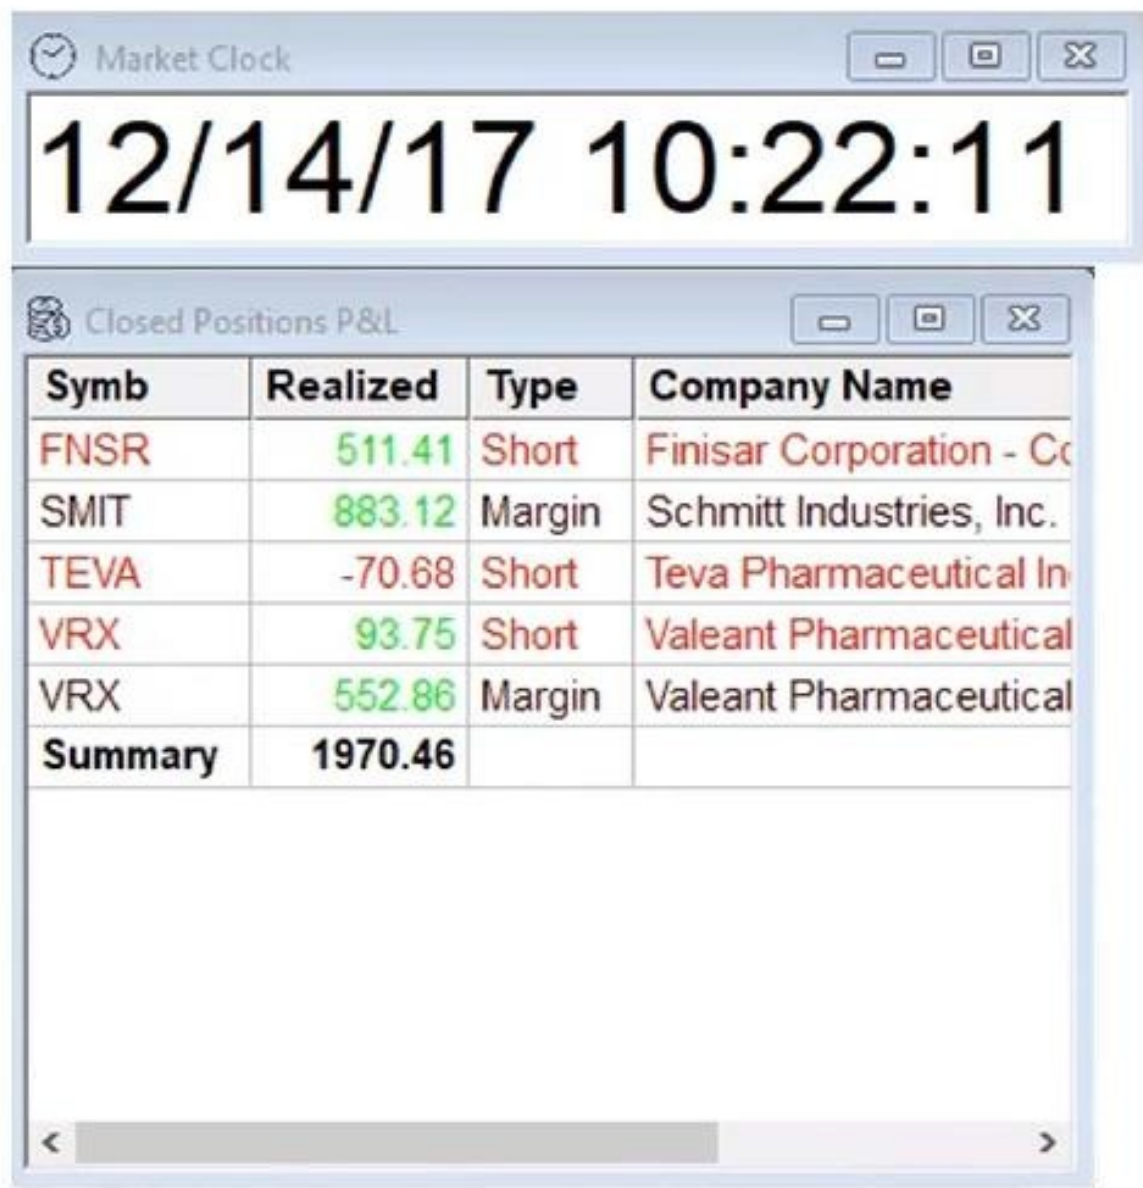 Market Clock
12/14/17 10:22:11
Closed Positions P&L
Symb Realized Type Company Name
FNSR 511.41 Short Finisar Corporation - Co
SMIT 883.12 Margin Schmitt Industries, Inc.
TEVA -70.68 Short Teva Pharmaceutical In
VRX 93.75 Short Valeant Pharmaceutical
VRX 552.86 Margin Valeant Pharmaceutical
Summary 1970.46